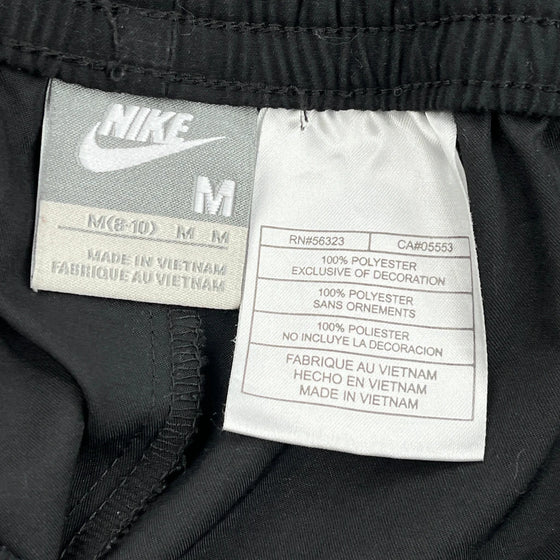 NIKE
M
M(8-10) M M
MADE IN VIETNAM
FABRIQUE AU VIETNAM
RN#56323 CA#05553
100% POLYESTER
EXCLUSIVE OF DECORATION
100% POLYESTER
SANS ORNEMENTS
100% POLIESTER
NO INCLUYE LA DECORACION
FABRIQUE AU VIETNAM
HECHO EN VIETNAM
MADE IN VIETNAM